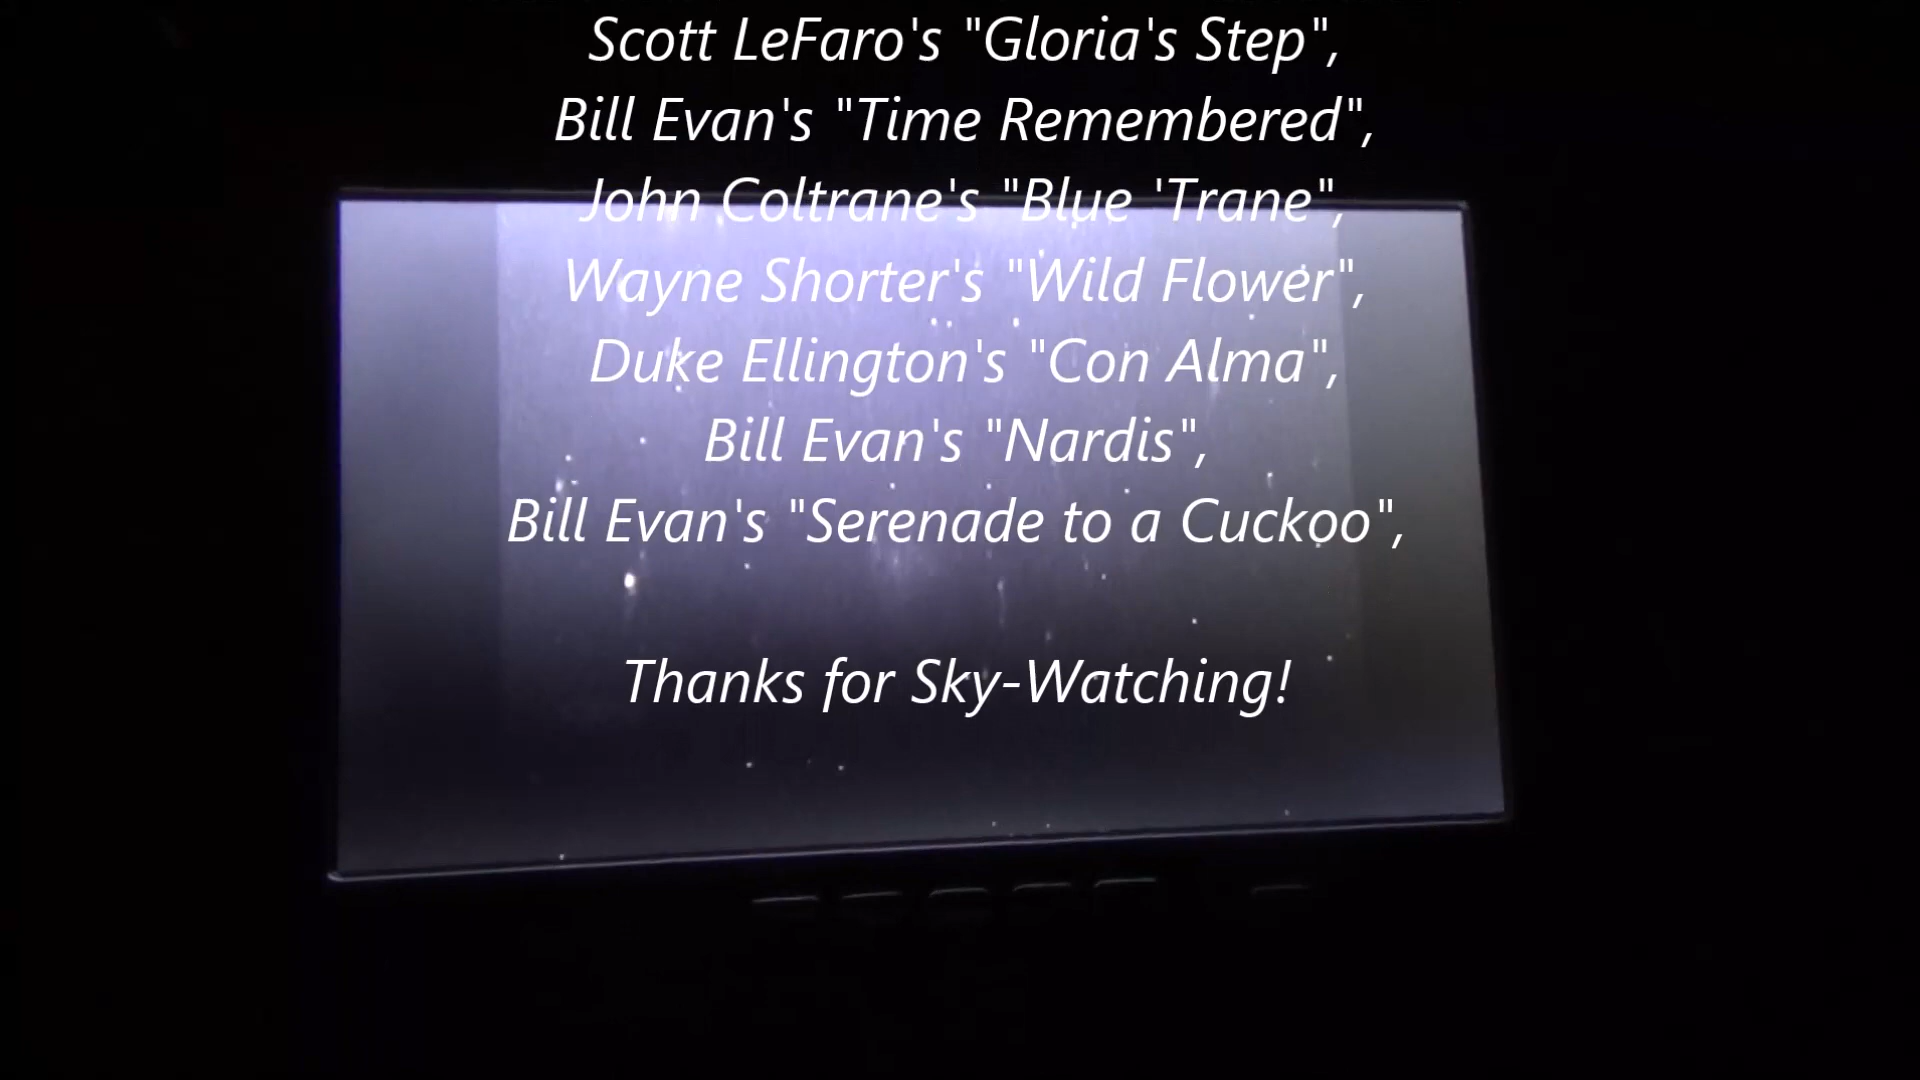 Scott LeFaro's "Gloria's Step",
Bill Evan's "Time Remembered",
John Coltrane's "Blue 'Trane",
Wayne Shorter's "Wild Flower",
Duke Ellington's "Con Alma",
Bill Evan's "Nardis",
Bill Evan's "Serenade to a Cuckoo",
Thanks for Sky-Watching!